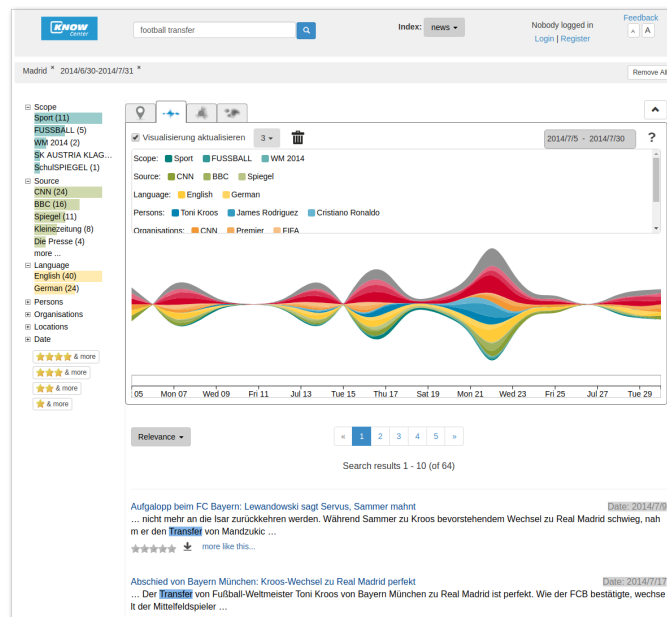 KNOW
Center
football transfer
Index: news
Nobody logged in
Login | Register
Feedback
A A
Madrid × 2014/6/30-2014/7/31 ×
Remove All
Scope
Sport (11)
FUSSBALL (5)
WM 2014 (2)
SK AUSTRIA KLAG...
SchulSPIEGEL (1)
Source
CNN (24)
BBC (16)
Spiegel (11)
Kleinezeitung (8)
Die Presse (4)
more ...
Language
English (40)
German (24)
Persons
Organisations
Locations
Date
& more
& more
& more
& more
Visualisierung aktualisieren 3
2014/7/5 - 2014/7/30 ?
Scope: Sport FUSSBALL WM 2014
Source: CNN BBC Spiegel
Language: English German
Persons: Toni Kroos James Rodriguez Cristiano Ronaldo
Organisations: CNN Premier FIFA
05 Mon 07 Wed 09 Fri 11 Jul 13 Tue 15 Thu 17 Sat 19 Mon 21 Wed 23 Fri 25 Jul 27 Tue 29
Relevance
« 1 2 3 4 5 »
Search results 1 - 10 (of 64)
Aufgalopp beim FC Bayern: Lewandowski sagt Servus, Sammer mahnt
Date: 2014/7/9
... nicht mehr an die Isar zurückkehren werden. Während Sammer zu Kroos bevorstehendem Wechsel zu Real Madrid schwieg, nah
m er den Transfer von Mandzukic ...
more like this...
Abschied von Bayern München: Kroos-Wechsel zu Real Madrid perfekt
Date: 2014/7/17
... Der Transfer von Fußball-Weltmeister Toni Kroos von Bayern München zu Real Madrid ist perfekt. Wie der FCB bestätigte, wechse
lt der Mittelfeldspieler ...